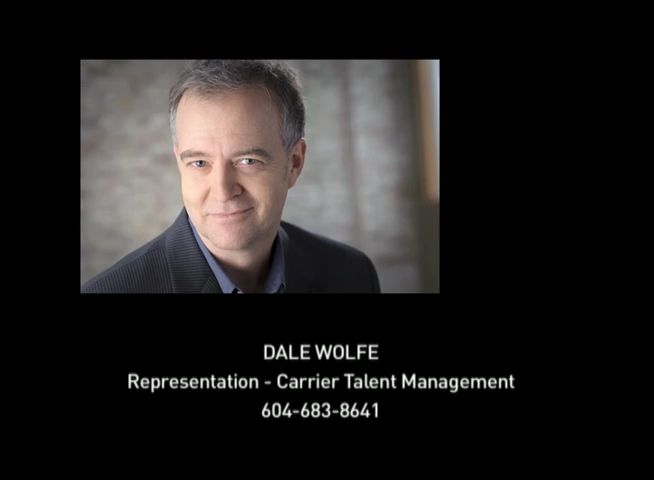 DALE WOLFE
Representation - Carrier Talent Management
604-683-8641